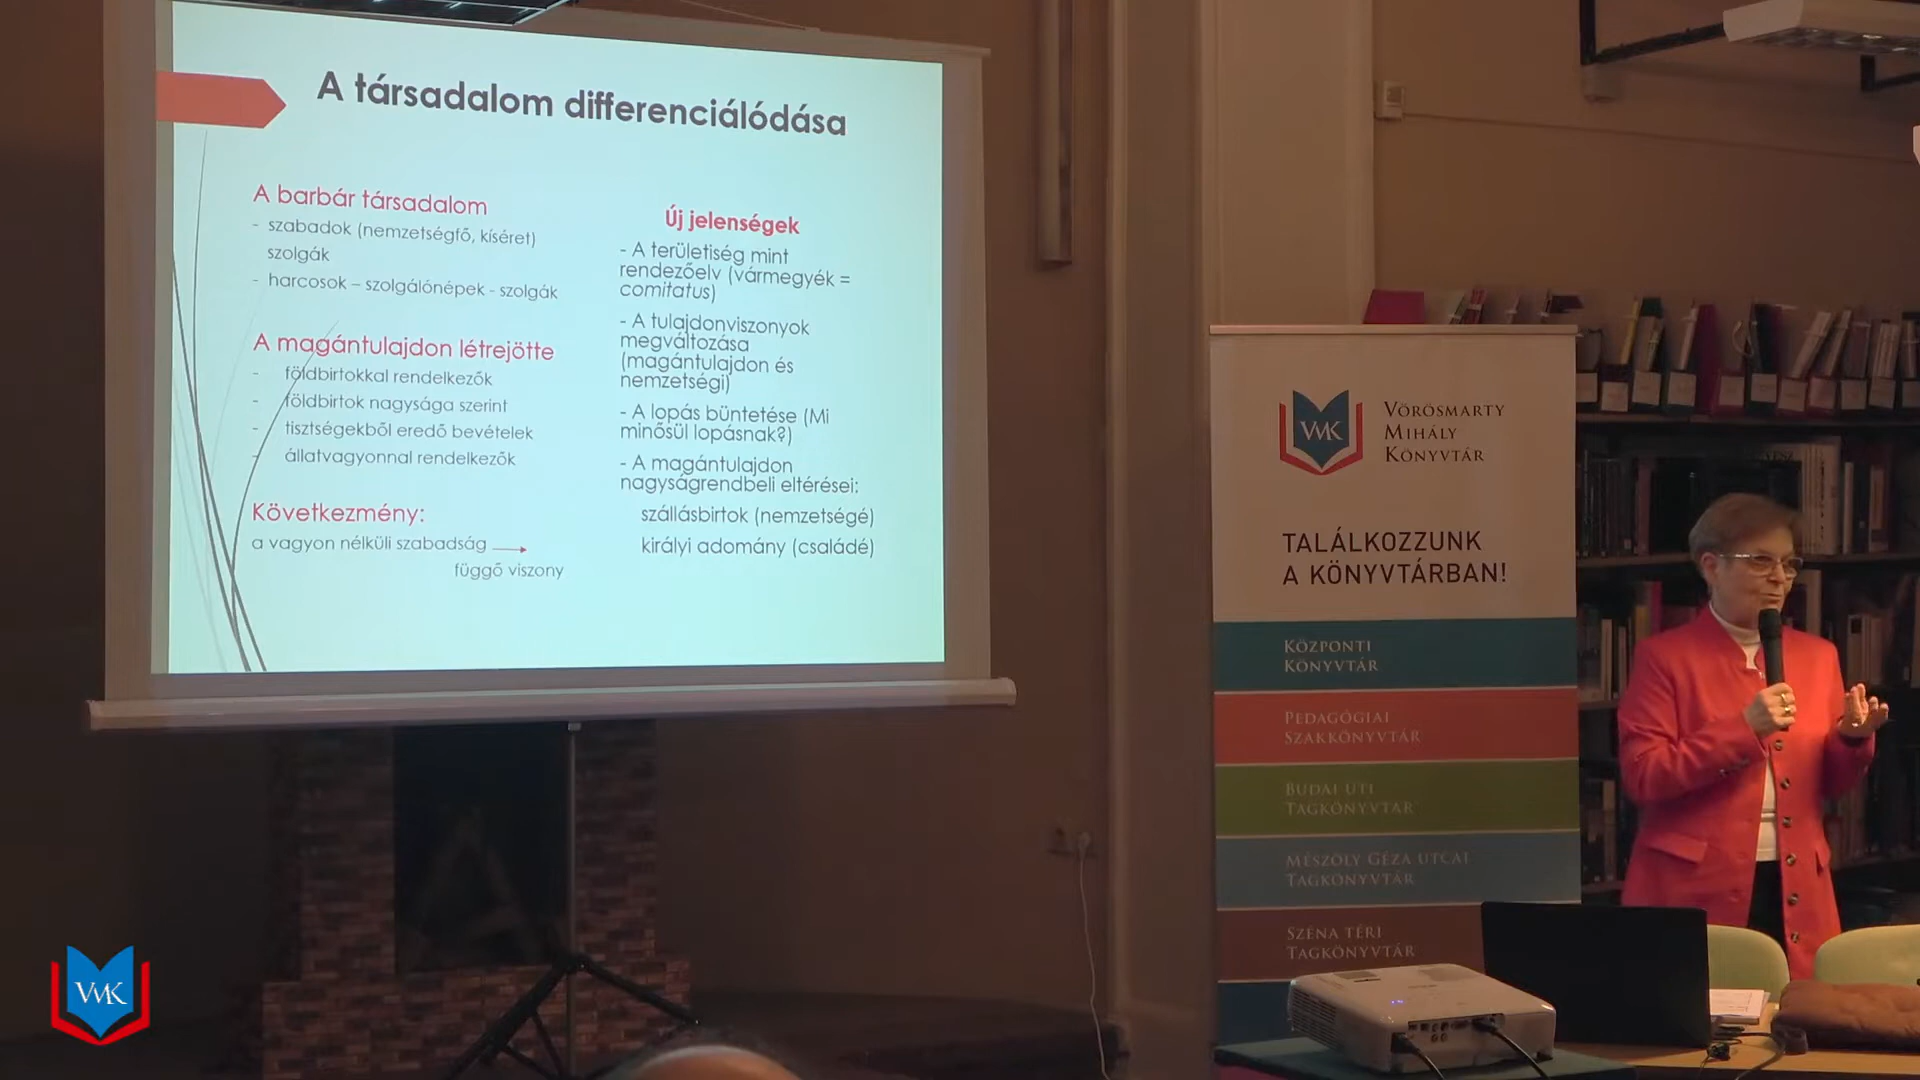 A társadalom differenciálódása
A barbár társadalom
- szabadok (nemzetségfő, kíséret)
szolgák
- harcosok – szolgálónépek - szolgák
A magántulajdon létrejötte
- földbirtokkal rendelkezők
- földbirtok nagysága szerint
- tisztségekből eredő bevételek
- állatvagyonnal rendelkezők
Következmény:
a vagyon nélküli szabadság
függő viszony
Új jelenségek
- A területiség mint
rendezőelv (vármegyék =
comitatus)
- A tulajdonviszonyok
megváltozása
(magántulajdon és
nemzetségi)
- A lopás büntetése (Mi
minősül lopásnak?)
- A magántulajdon
nagyságrendbeli eltérései:
szállásbirtok (nemzetségé)
királyi adomány (családé)
VMK
VÖRÖSMARTY
MIHÁLY
KÖNYVTÁR
TALÁLKOZZUNK
A KÖNYVTÁRBAN!
KÖZPONTI
KÖNYVTÁR
PEDAGÓGIAI
SZAKKÖNYVTÁR
BUDAI ÚTI
TAGKÖNYVTÁR
MÉSZÖLY GÉZA UTCAI
TAGKÖNYVTÁR
SZÉNA TÉRI
TAGKÖNYVTÁR
VMK